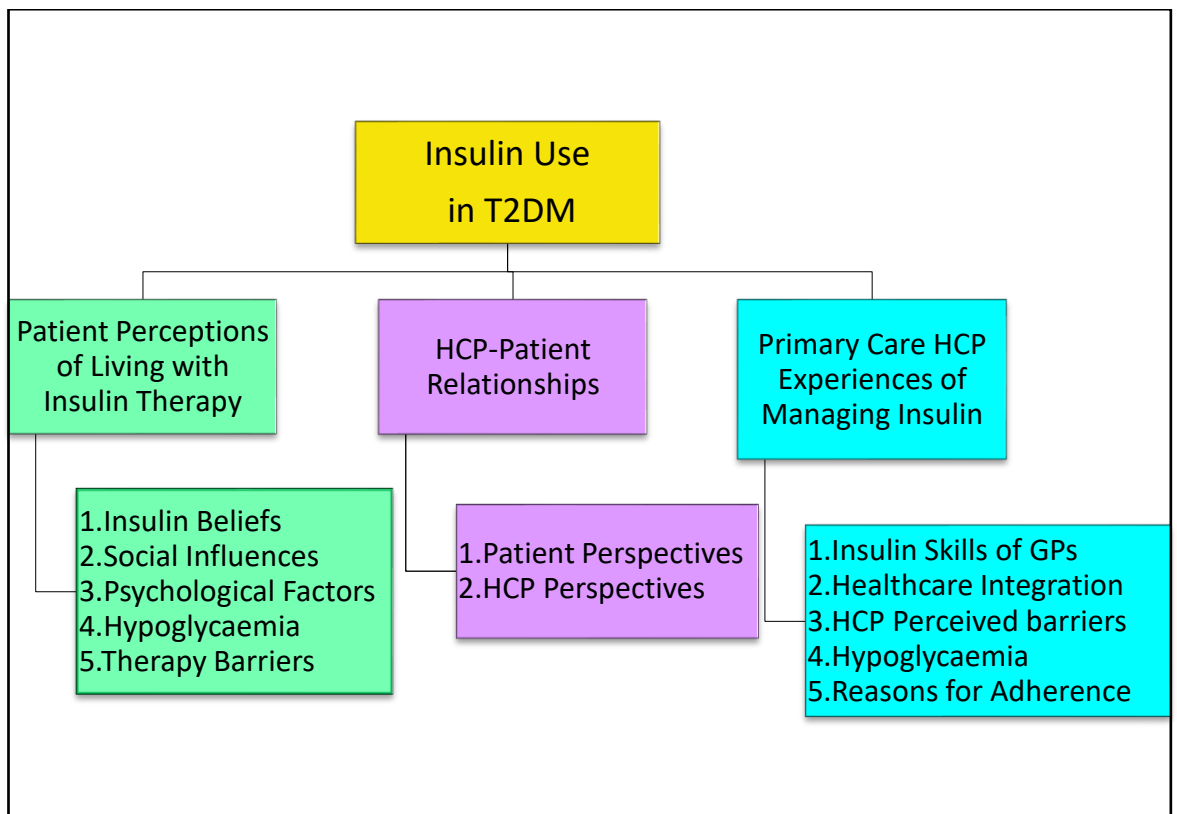 Insulin Use
in T2DM
Patient Perceptions
of Living with
Insulin Therapy
HCP-Patient
Relationships
Primary Care HCP
Experiences of
Managing Insulin
1.Insulin Beliefs
2.Social Influences
3.Psychological Factors
4.Hypoglycaemia
5.Therapy Barriers
1.Patient Perspectives
2.HCP Perspectives
1.Insulin Skills of GPs
2.Healthcare Integration
3.HCP Perceived barriers
4.Hypoglycaemia
5.Reasons for Adherence